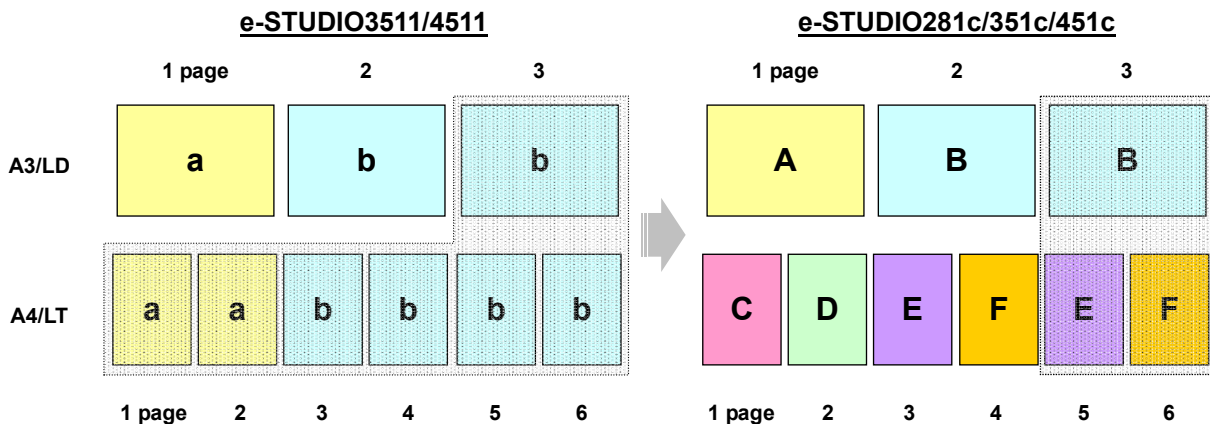 e-STUDIO3511/4511 e-STUDIO281c/351c/451c
1 page 2 3 1 page 2 3
A3/LD a b b A B B
A4/LT a a b b b b C D E F E F
1 page 2 3 4 5 6 1 page 2 3 4 5 6